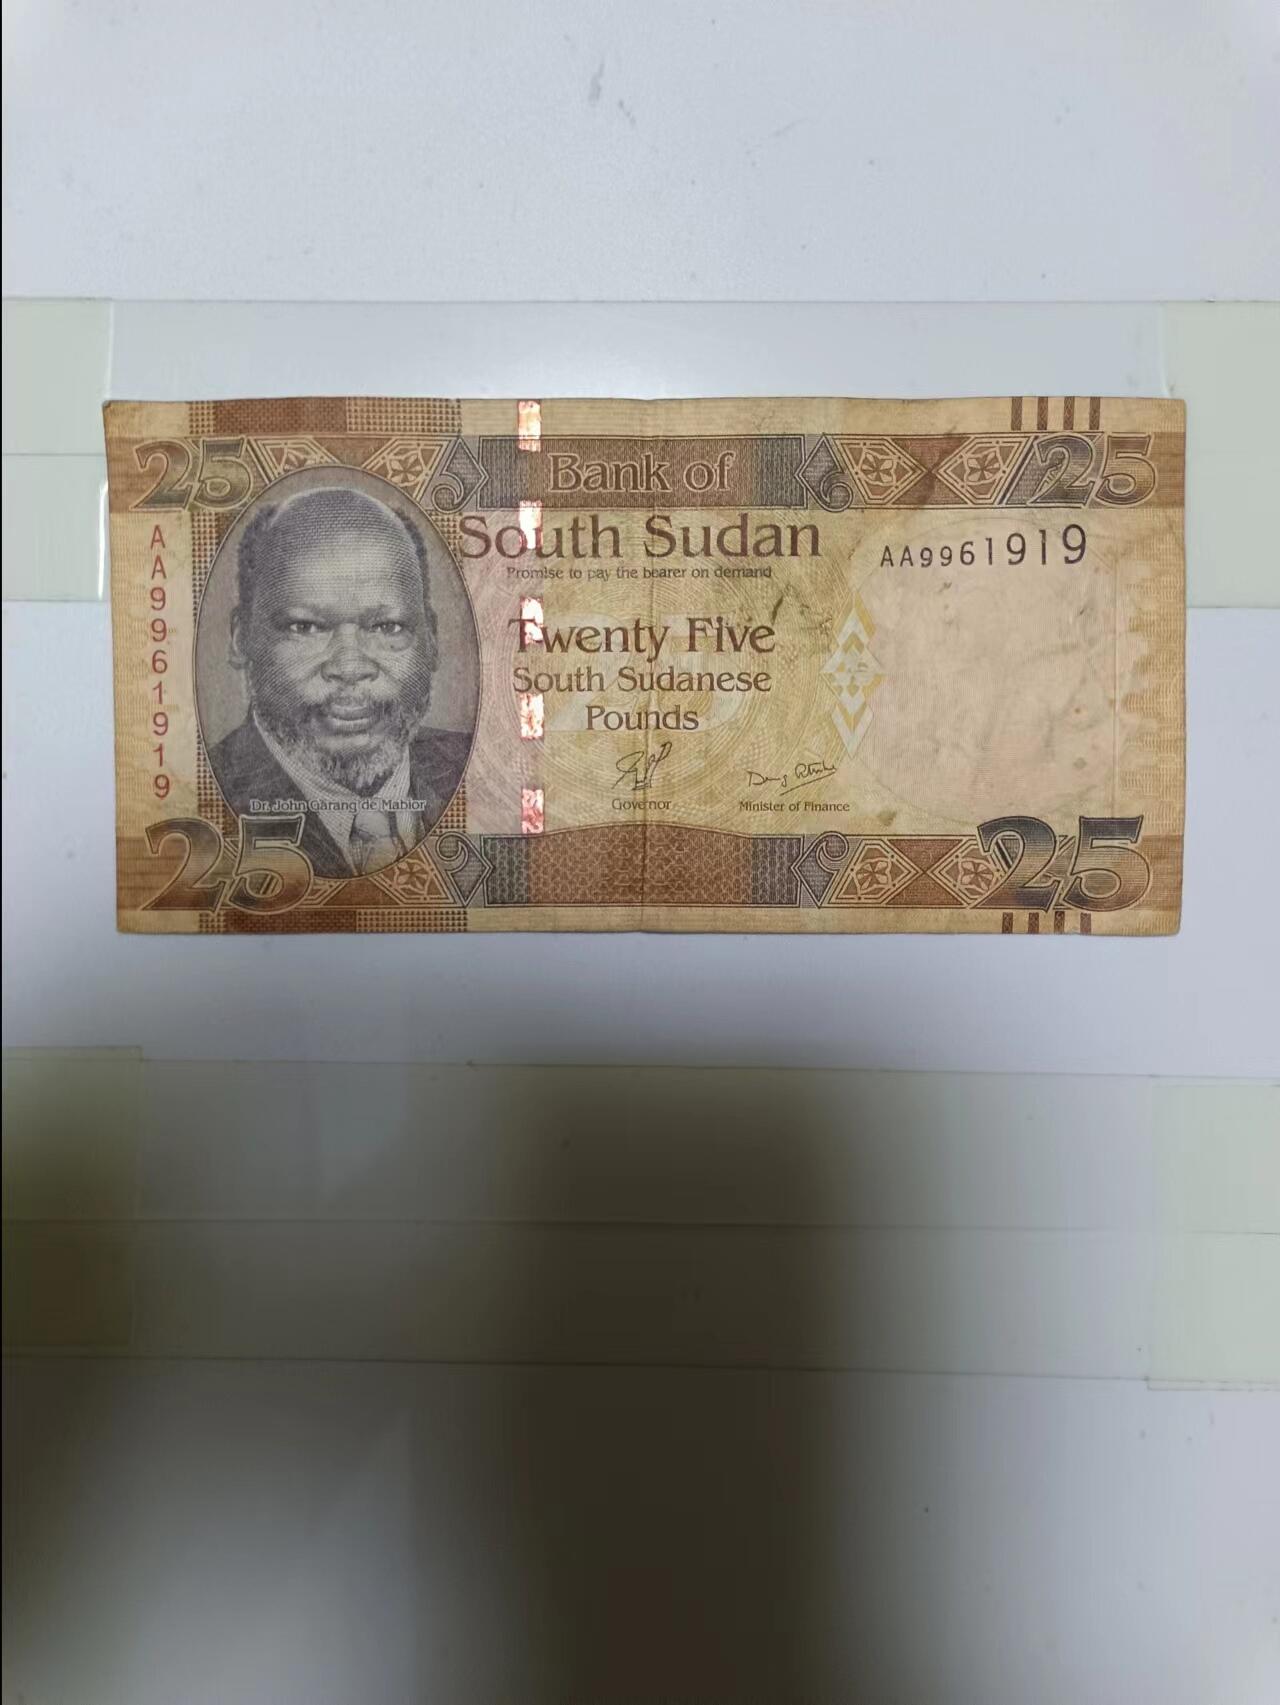 25
Bank of
25
South Sudan
AA9961919
Promise to pay the bearer on demand
AA9961919
Twenty Five
South Sudanese
Pounds
Dr. John Garang de Mabior
Governor
Minister of Finance
25
25